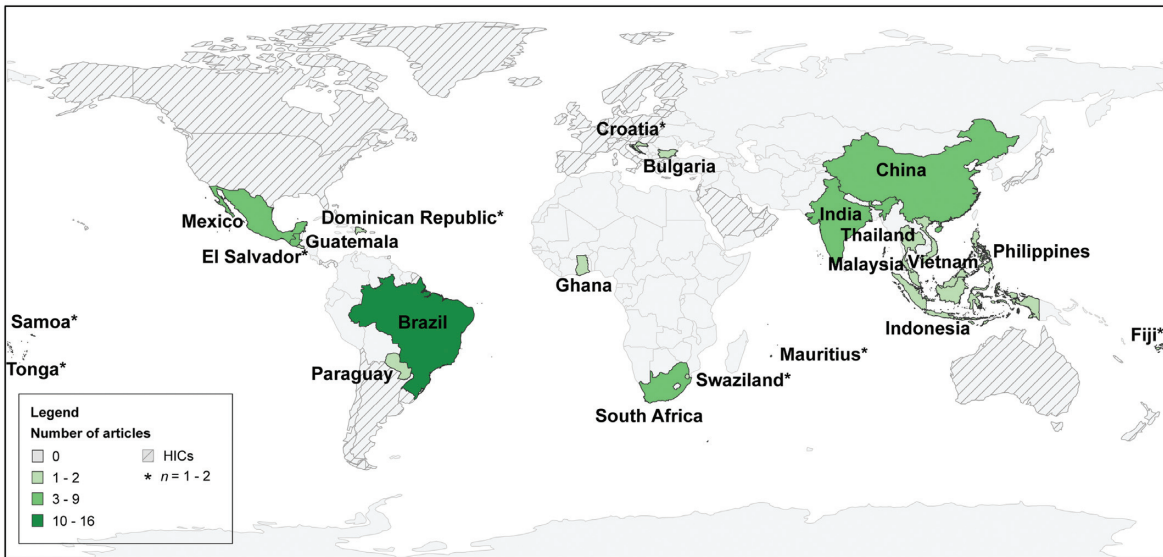 Croatia*
Bulgaria
China
Mexico
Dominican Republic*
India
El Salvador*
Guatemala
Thailand
Malaysia
Vietnam
Philippines
Ghana
Samoa*
Brazil
Indonesia
Fiji*
Tonga*
Paraguay
Mauritius*
Swaziland*
South Africa
Legend
Number of articles
0
HICs
1 - 2
* n = 1 - 2
3 - 9
10 - 16